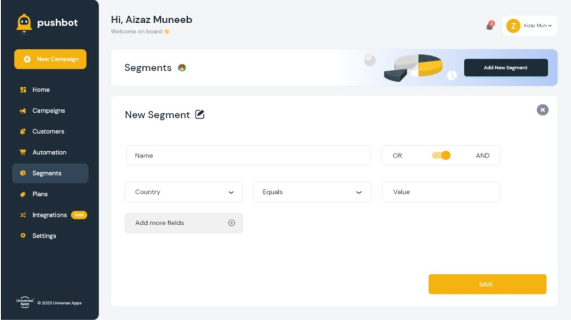 pushbot
New Campaign
Home
Campaigns
Customers
Automation
Segments
Plans
Integrations
Settings
Universal Apps
© 2023 Universal Apps
Hi, Aizaz Muneeb
Welcome on board
Z Aizaz Mun
Segments
Add New Segment
New Segment
Name
OR AND
Country Equals Value
Add more fields
SAVE